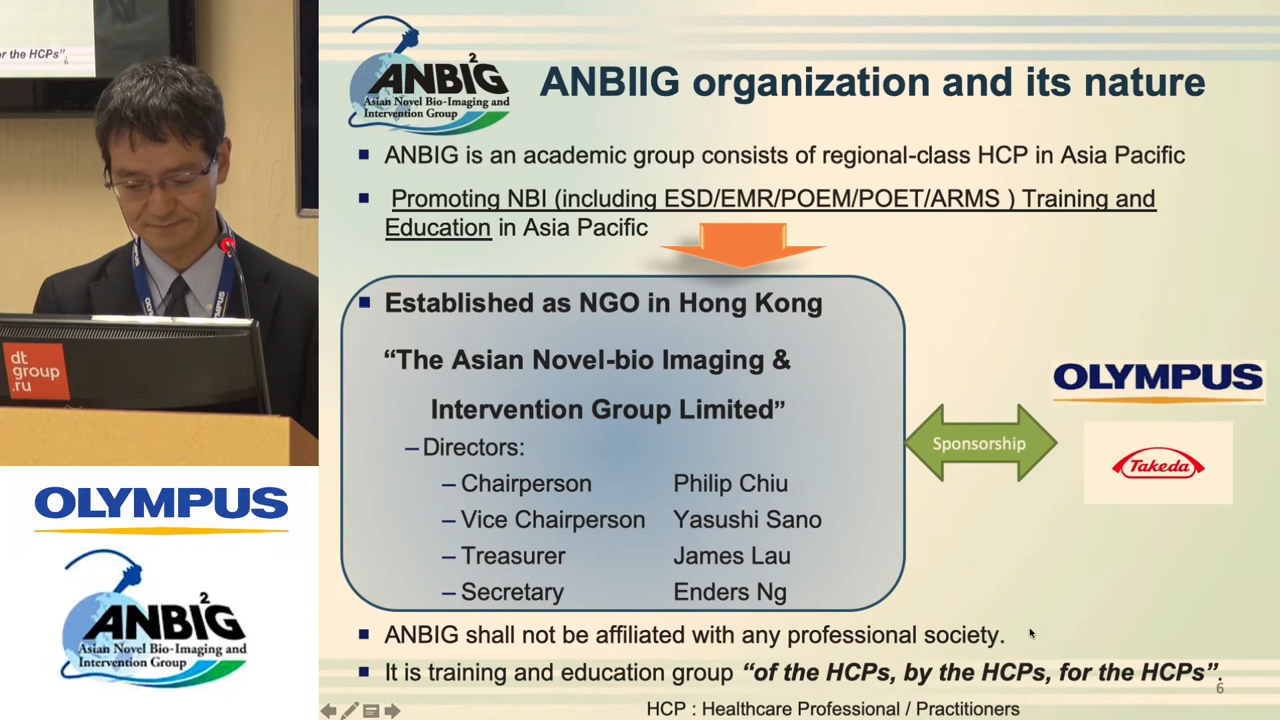 or the HCPs”.
6
dt
group
.ru
OLYMPUS
OLYMPUS
ANBIG2
Asian Novel Bio-Imaging and
Intervention Group
ANBIG2
Asian Novel Bio-Imaging and
Intervention Group
ANBIIG organization and its nature
ANBIG is an academic group consists of regional-class HCP in Asia Pacific
Promoting NBI (including ESD/EMR/POEM/POET/ARMS ) Training and
Education in Asia Pacific
Established as NGO in Hong Kong
“The Asian Novel-bio Imaging &
Intervention Group Limited”
–Directors:
–Chairperson Philip Chiu
–Vice Chairperson Yasushi Sano
–Treasurer James Lau
–Secretary Enders Ng
Sponsorship
OLYMPUS
Takeda
ANBIG shall not be affiliated with any professional society.
It is training and education group “of the HCPs, by the HCPs, for the HCPs”.
6
HCP : Healthcare Professional / Practitioners